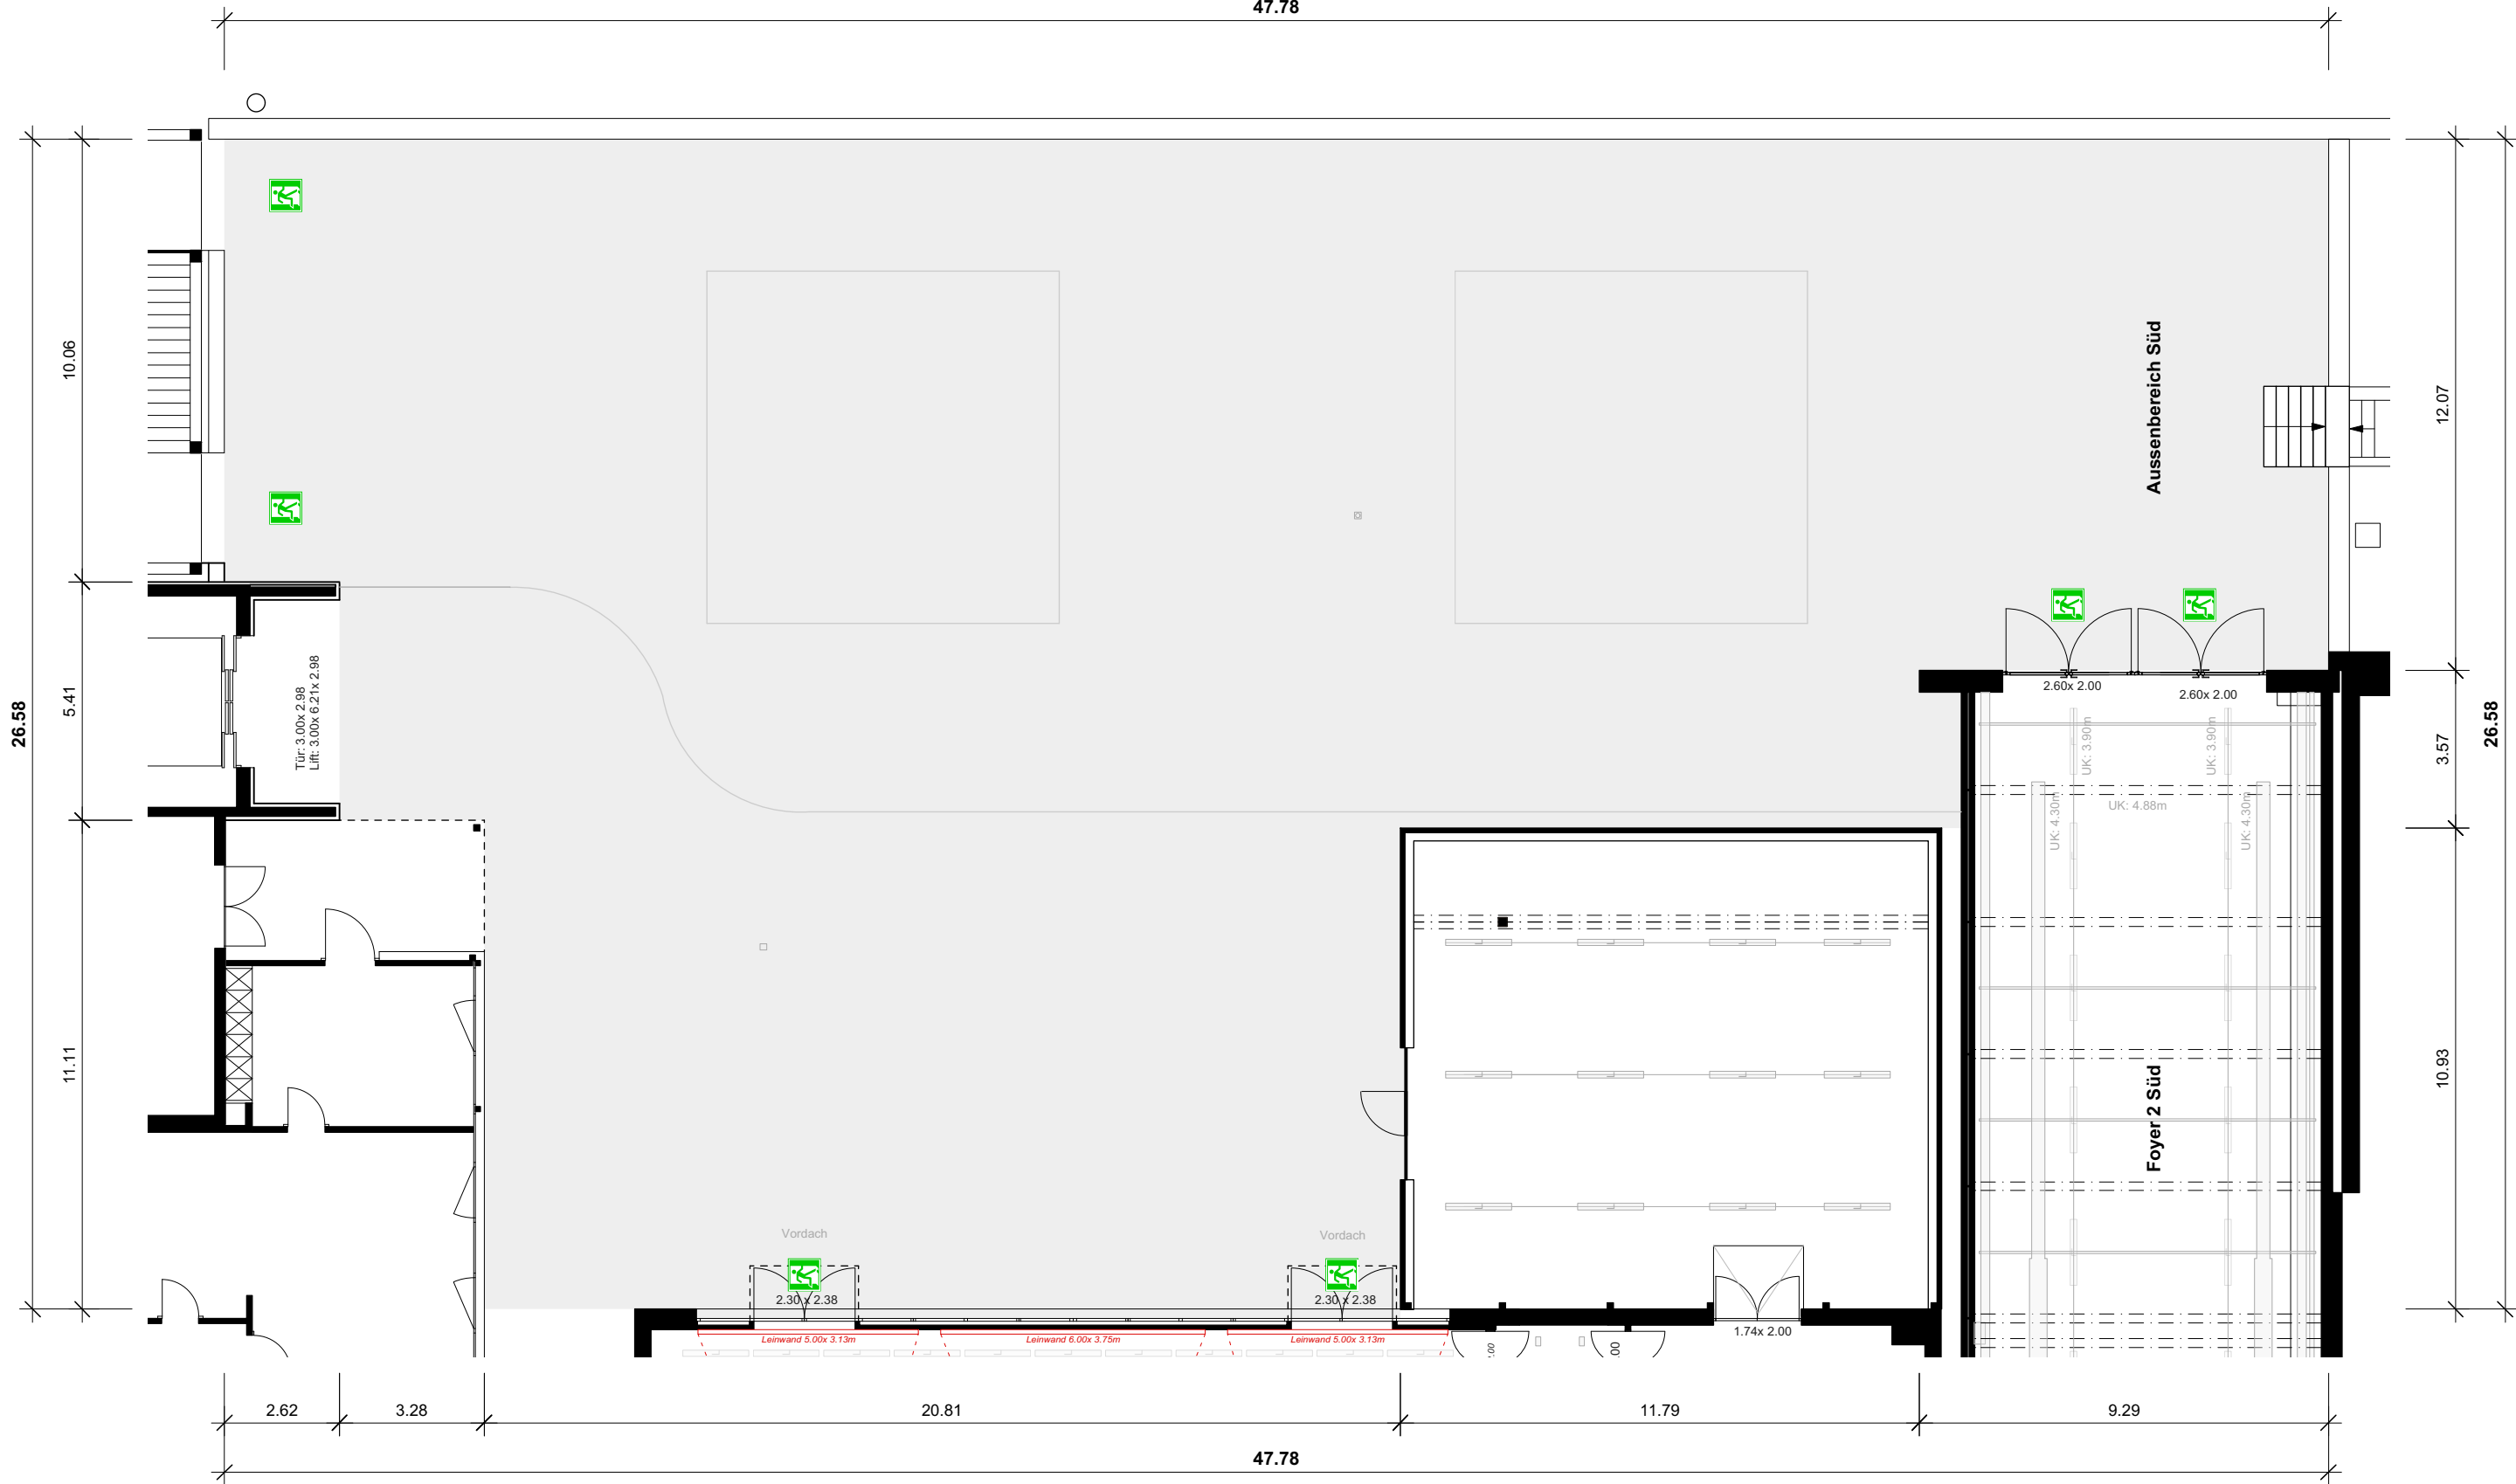 47.78
10.06
5.41
11.11
26.58
12.07
3.57
10.93
26.58
Aussenbereich Süd
Tür: 3.00x 2.98
Lift: 3.00x 6.21x 2.98
2.60x 2.00
2.60x 2.00
UK: 3.90m
UK: 3.90m
UK: 4.30m
UK: 4.88m
UK: 4.30m
Foyer 2 Süd
Vordach
Vordach
2.30 x 2.38
2.30 x 2.38
Leinwand 5.00x 3.13m
Leinwand 6.00x 3.75m
Leinwand 5.00x 3.13m
.00
.00
1.74x 2.00
2.62
3.28
20.81
11.79
9.29
47.78